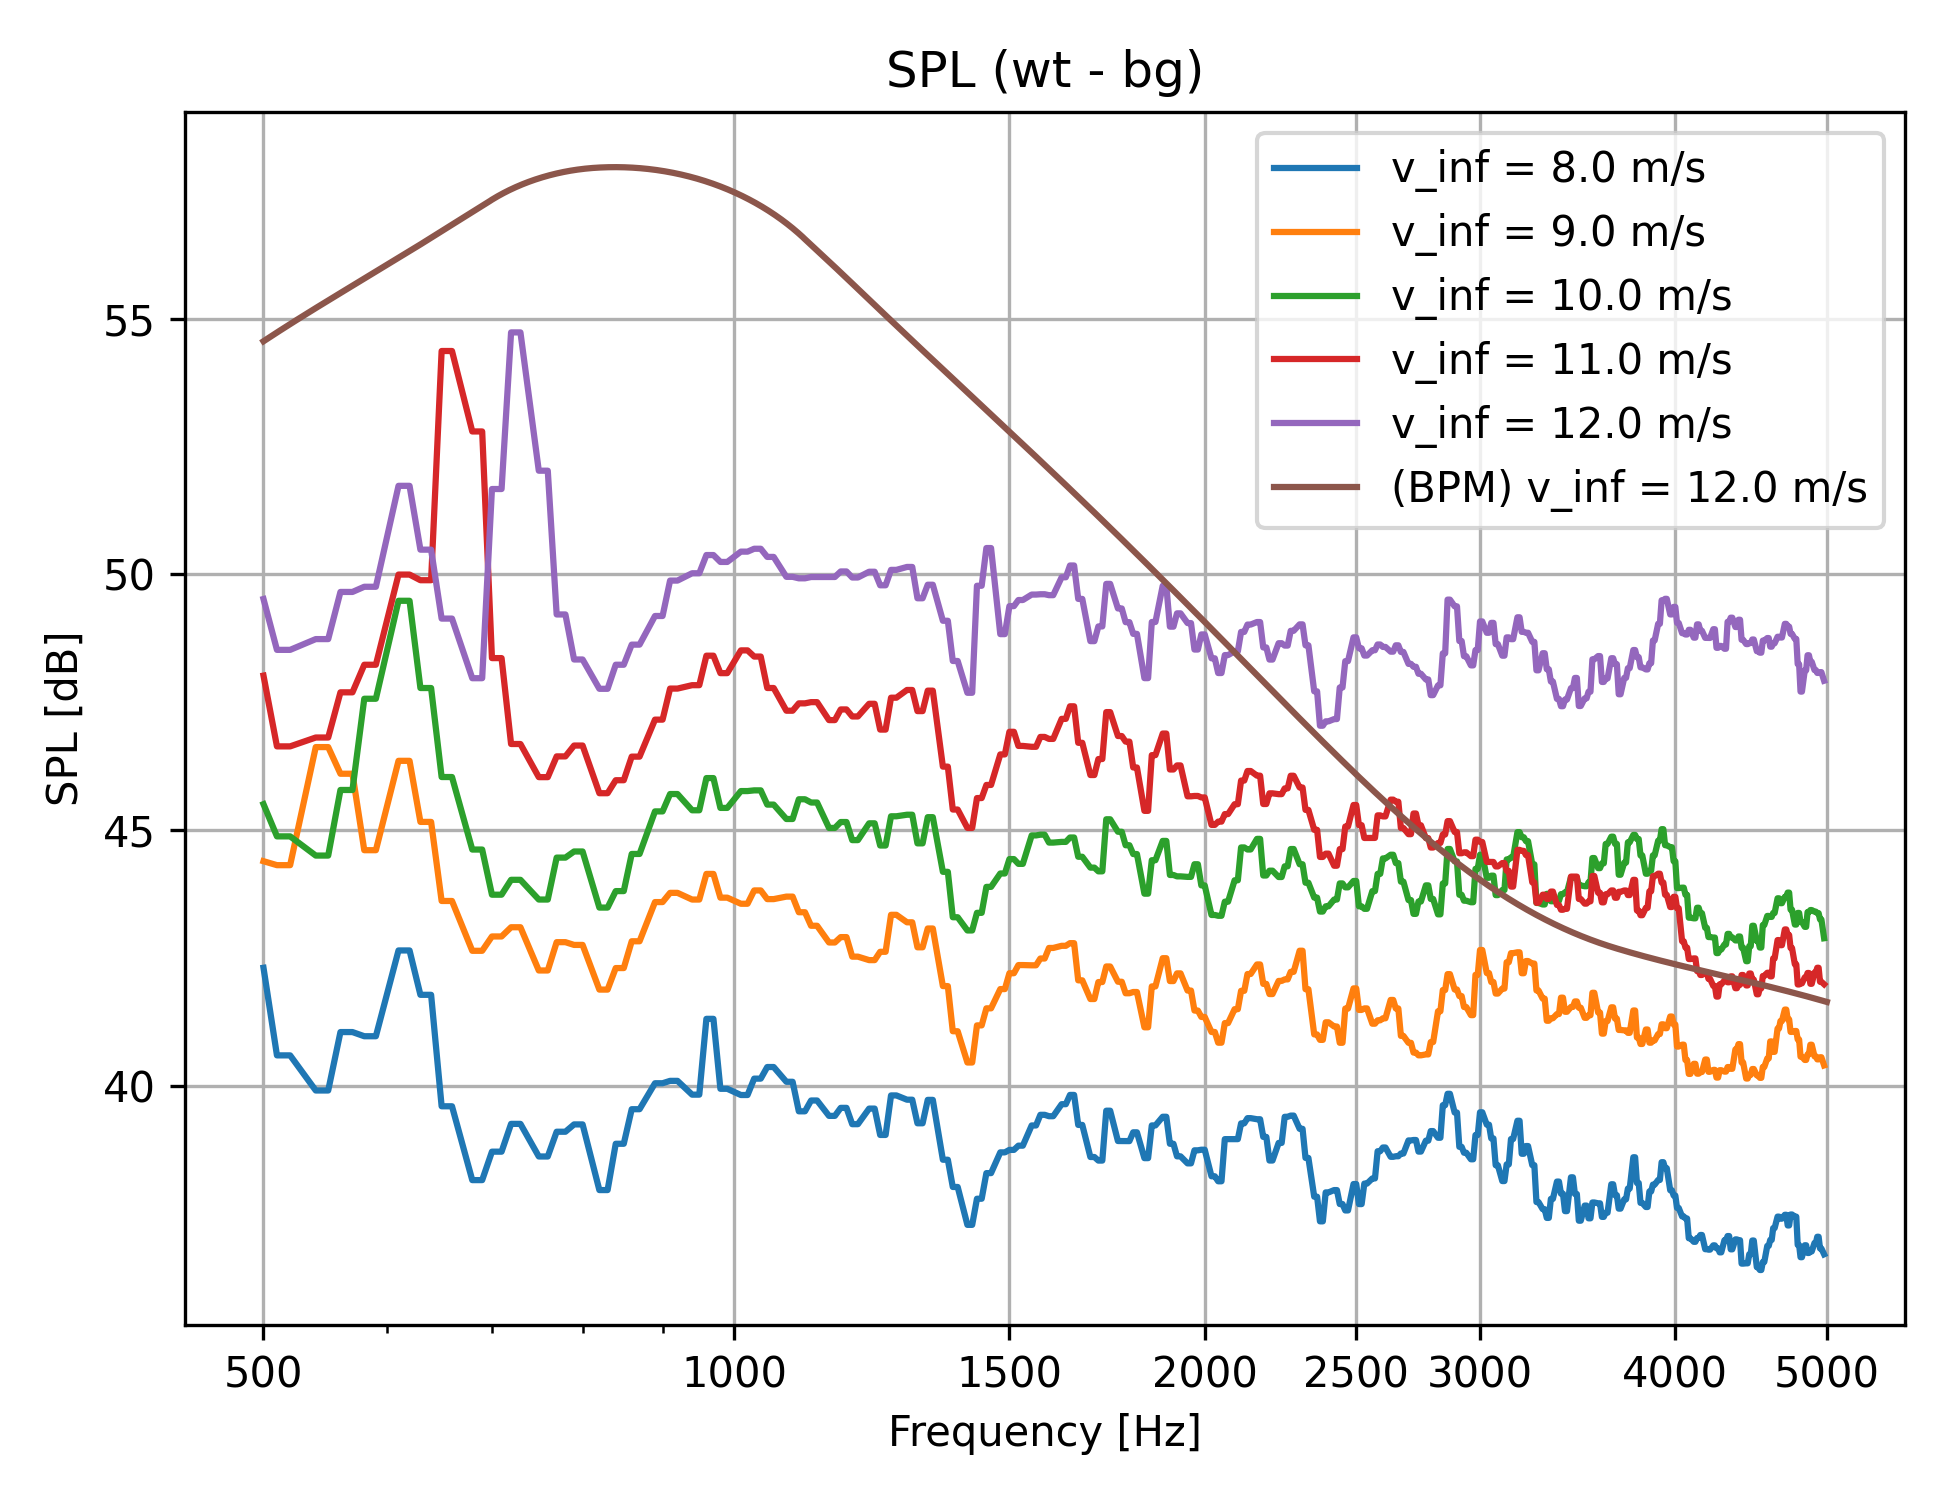 SPL (wt - bg)
v_inf = 8.0 m/s
v_inf = 9.0 m/s
v_inf = 10.0 m/s
v_inf = 11.0 m/s
v_inf = 12.0 m/s
(BPM) v_inf = 12.0 m/s
SPL [dB]
55
50
45
40
500 1000 1500 2000 2500 3000 4000 5000
Frequency [Hz]